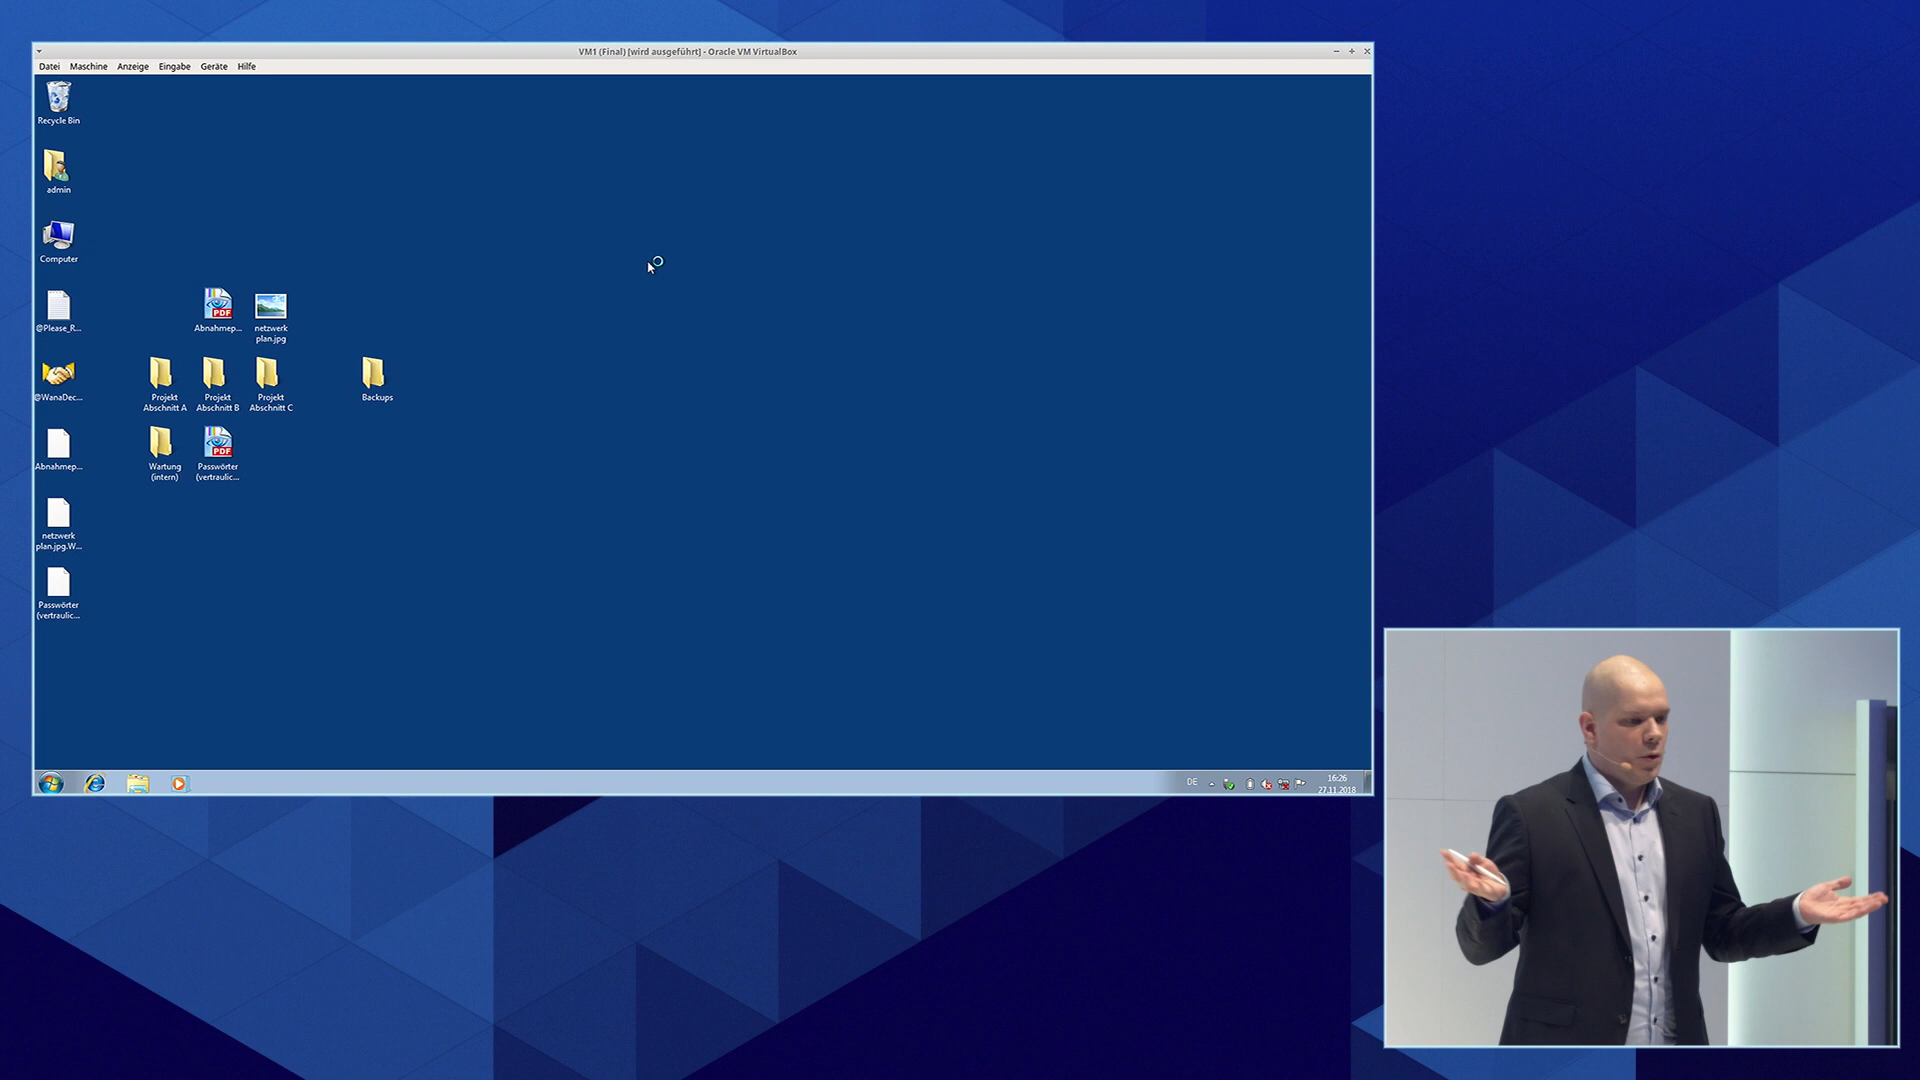 VM1 (Final) [wird ausgeführt] - Oracle VM VirtualBox
Datei Maschine Anzeige Eingabe Geräte Hilfe
Recycle Bin
admin
Computer
@Please_R...
Abnahmep...
netzwerk
plan.jpg
@WanaDec...
Projekt
Abschnitt A
Projekt
Abschnitt B
Projekt
Abschnitt C
Backups
Abnahmep...
Wartung
(intern)
PDF
PDF
Passwörter
(vertraulic...
netzwerk
plan.jpg.W...
Passwörter
(vertraulic...
DE
16:26
27.11.2018